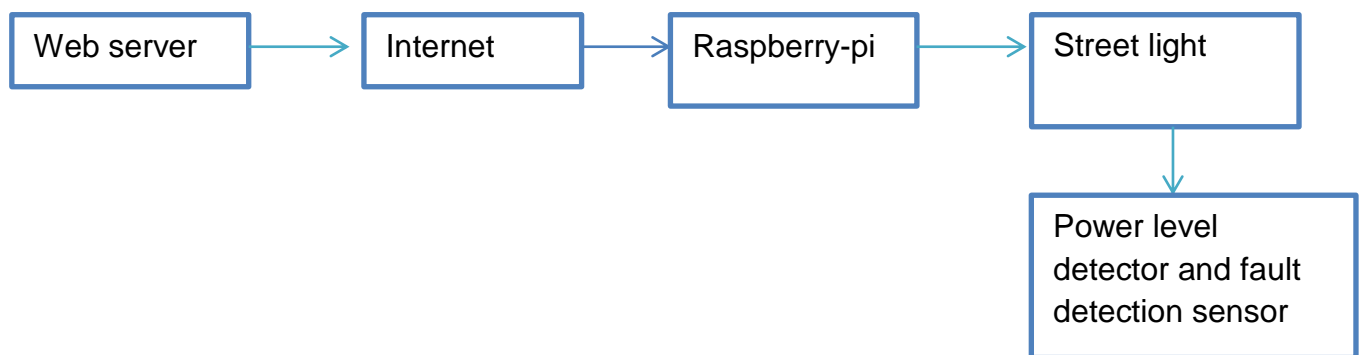 Web server
Internet
Raspberry-pi
Street light
Power level
detector and fault
detection sensor